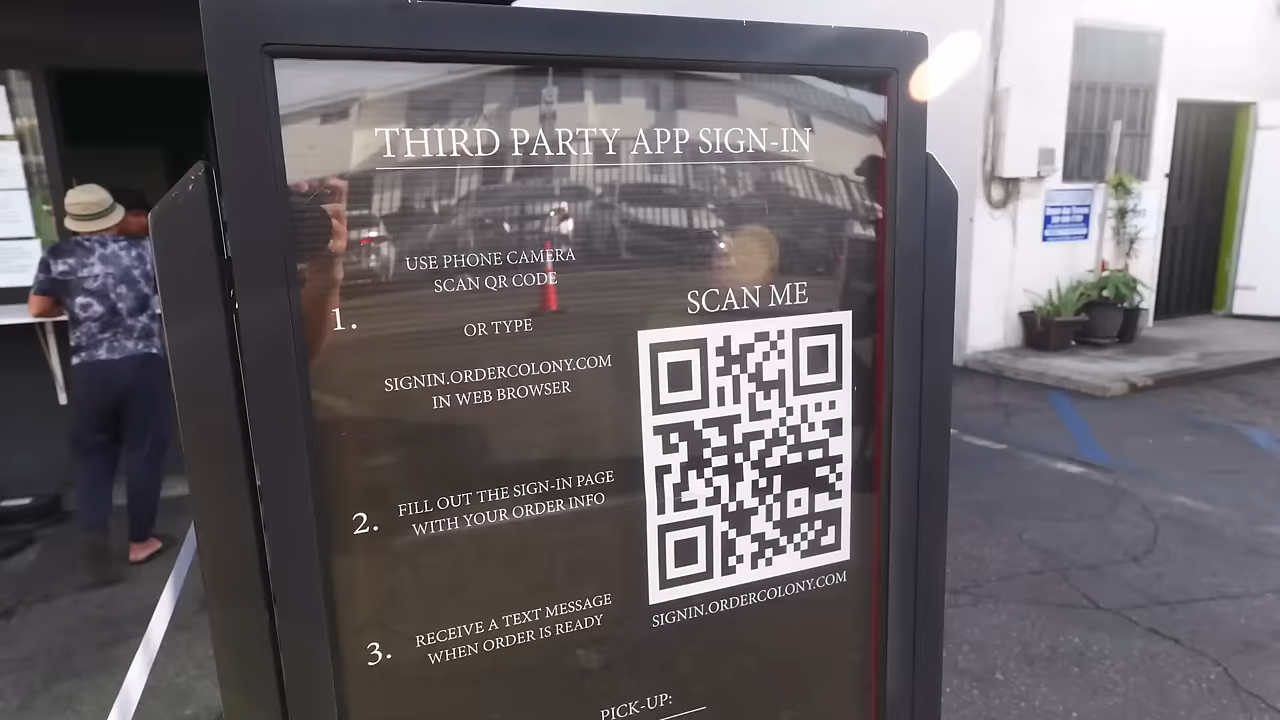 THIRD PARTY APP SIGN-IN
USE PHONE CAMERA
SCAN QR CODE
1.
OR TYPE
SIGNIN.ORDERCOLONY.COM
IN WEB BROWSER
SCAN ME
SIGNIN.ORDERCOLONY.COM
2.
FILL OUT THE SIGN-IN PAGE
WITH YOUR ORDER INFO
3.
RECEIVE A TEXT MESSAGE
WHEN ORDER IS READY
PICK-UP: